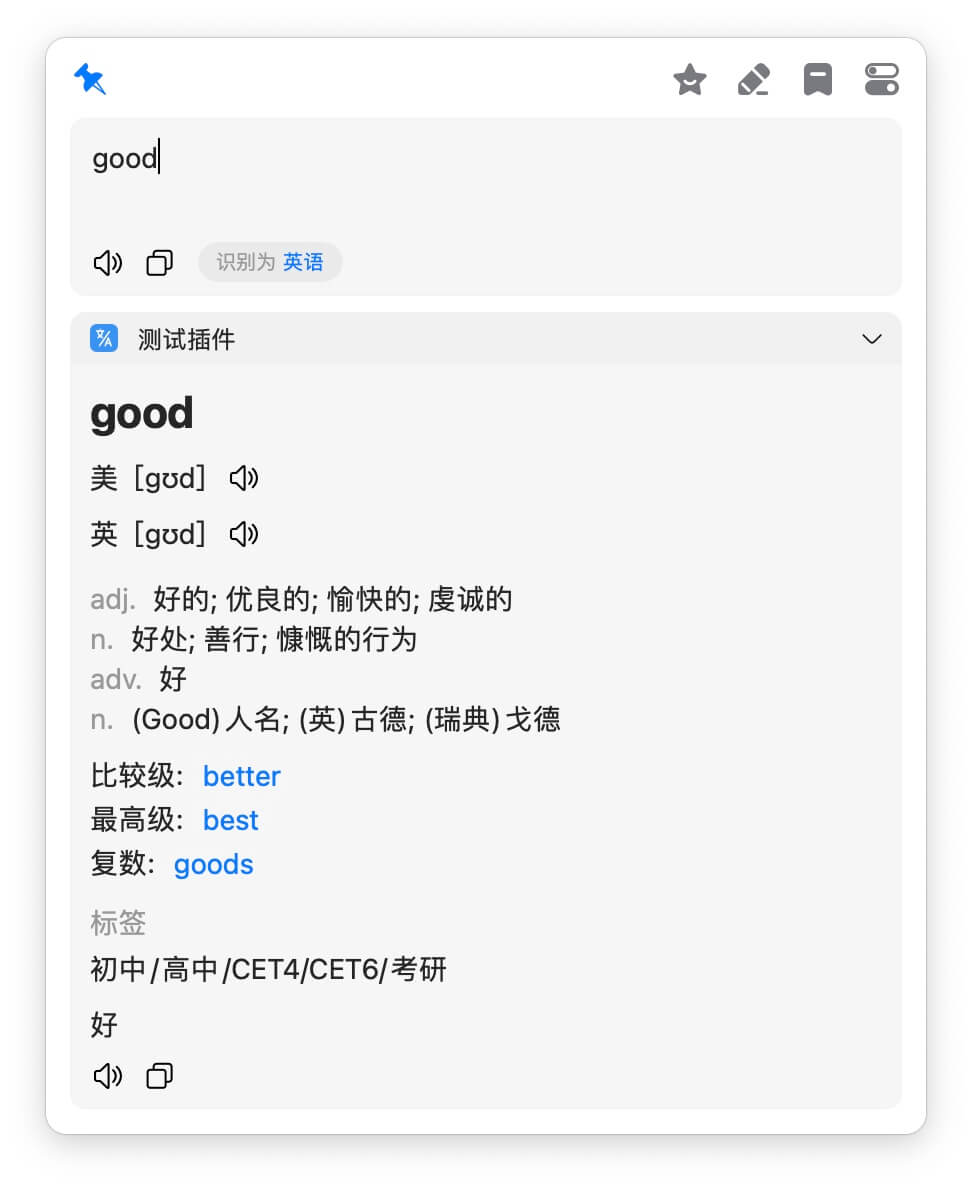 good
识别为 英语
测试插件
good
美 [gʊd]
英 [gʊd]
adj. 好的; 优良的; 愉快的; 虔诚的
n. 好处; 善行; 慷慨的行为
adv. 好
n. (Good)人名; (英)古德; (瑞典)戈德
比较级: better
最高级: best
复数: goods
标签
初中/高中/CET4/CET6/考研
好